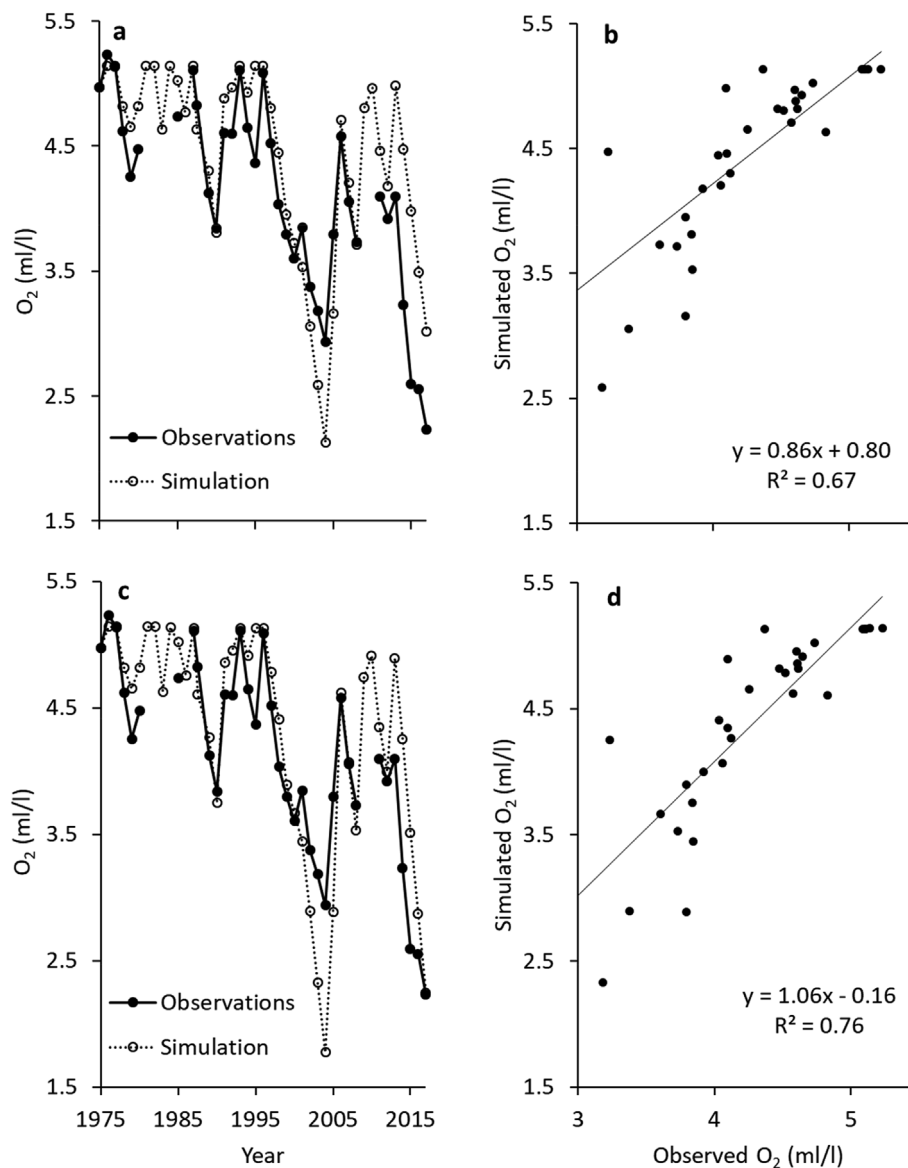 a
5.5
4.5
3.5
2.5
1.5
O₂ (ml/l)
Observations
Simulation
b
5.5
4.5
3.5
2.5
1.5
Simulated O₂ (ml/l)
y = 0.86x + 0.80
R² = 0.67
c
5.5
4.5
3.5
2.5
1.5
O₂ (ml/l)
Observations
Simulation
1975 1985 1995 2005 2015
Year
d
5.5
4.5
3.5
2.5
1.5
Simulated O₂ (ml/l)
y = 1.06x - 0.16
R² = 0.76
3 4 5
Observed O₂ (ml/l)